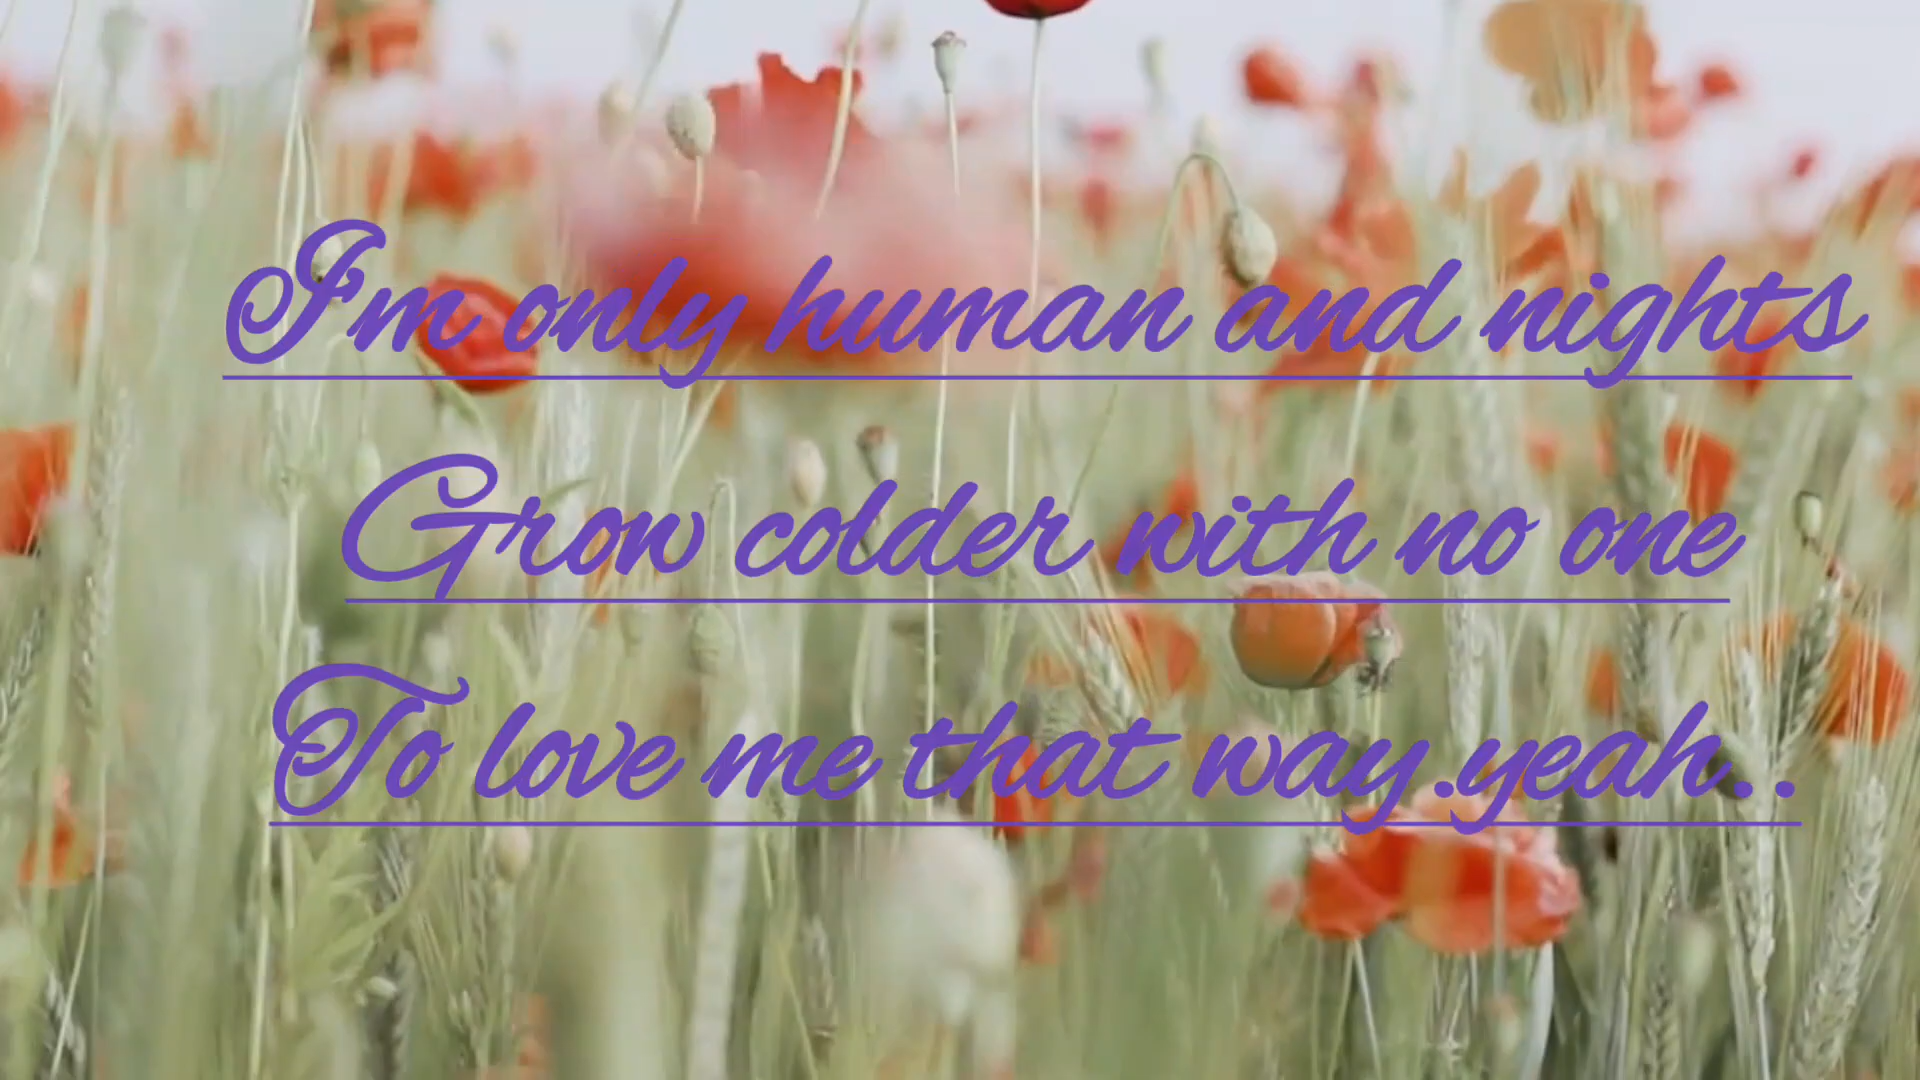 I'm only human and nights
Grow colder with no one
To love me that way.yeah..